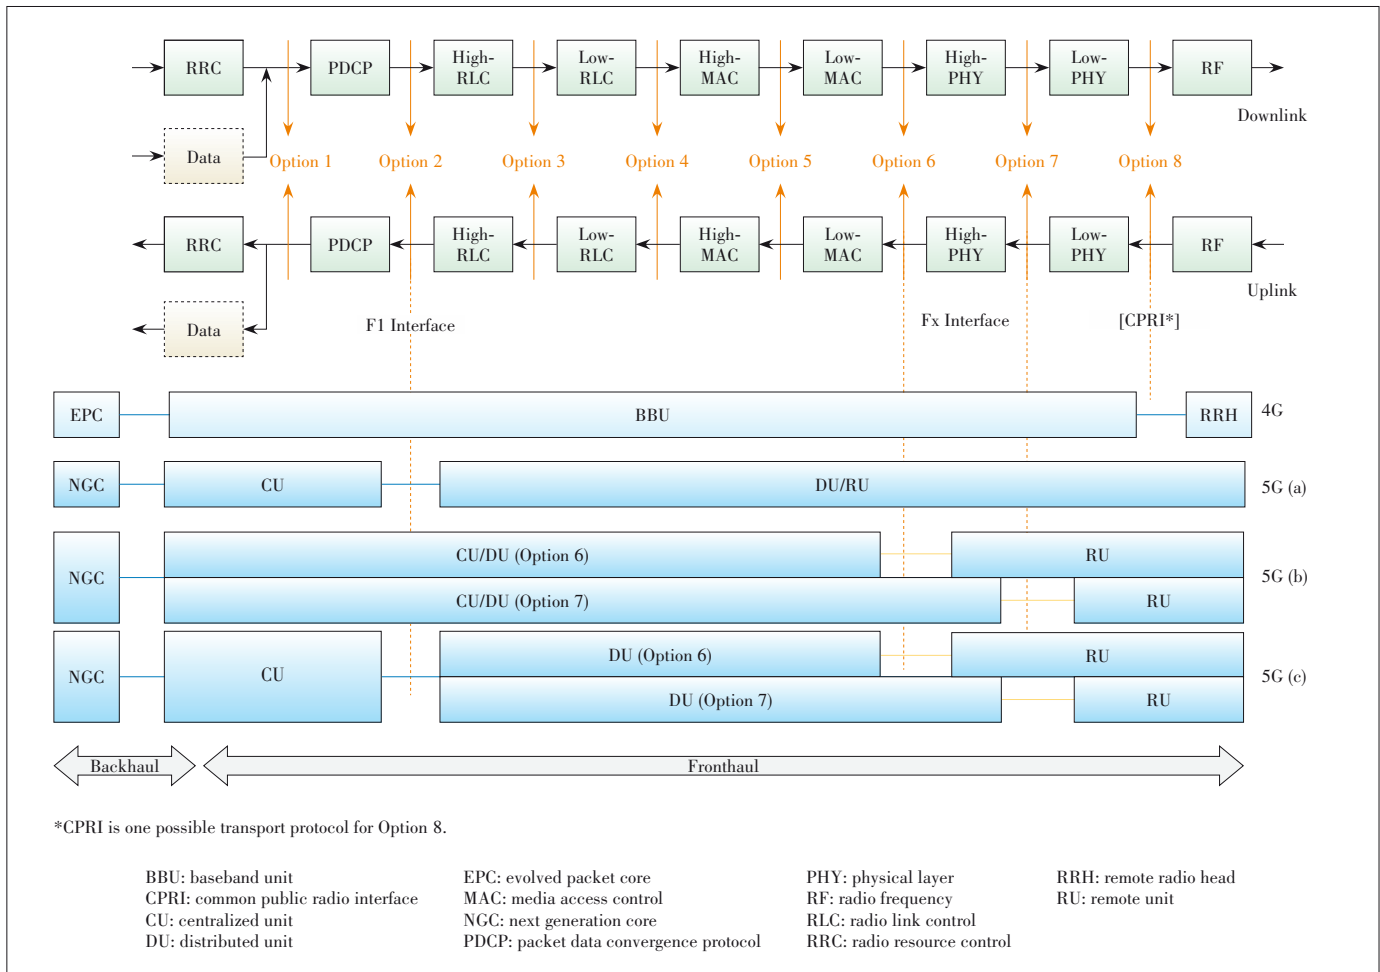 RRC
PDCP
High-
RLC
Low-
RLC
High-
MAC
Low-
MAC
High-
PHY
Low-
PHY
RF
Downlink
Data
Option 1
Option 2
Option 3
Option 4
Option 5
Option 6
Option 7
Option 8
RRC
PDCP
High-
RLC
Low-
RLC
High-
MAC
Low-
MAC
High-
PHY
Low-
PHY
RF
Uplink
Data
F1 Interface
Fx Interface
[CPRI*]
EPC
BBU
RRH
4G
NGC
CU
DU/RU
5G (a)
NGC
CU/DU (Option 6)
RU
CU/DU (Option 7)
RU
5G (b)
NGC
CU
DU (Option 6)
RU
DU (Option 7)
RU
5G (c)
Backhaul
Fronthaul
*CPRI is one possible transport protocol for Option 8.
BBU: baseband unit
CPRI: common public radio interface
CU: centralized unit
DU: distributed unit
EPC: evolved packet core
MAC: media access control
NGC: next generation core
PDCP: packet data convergence protocol
PHY: physical layer
RF: radio frequency
RLC: radio link control
RRC: radio resource control
RRH: remote radio head
RU: remote unit